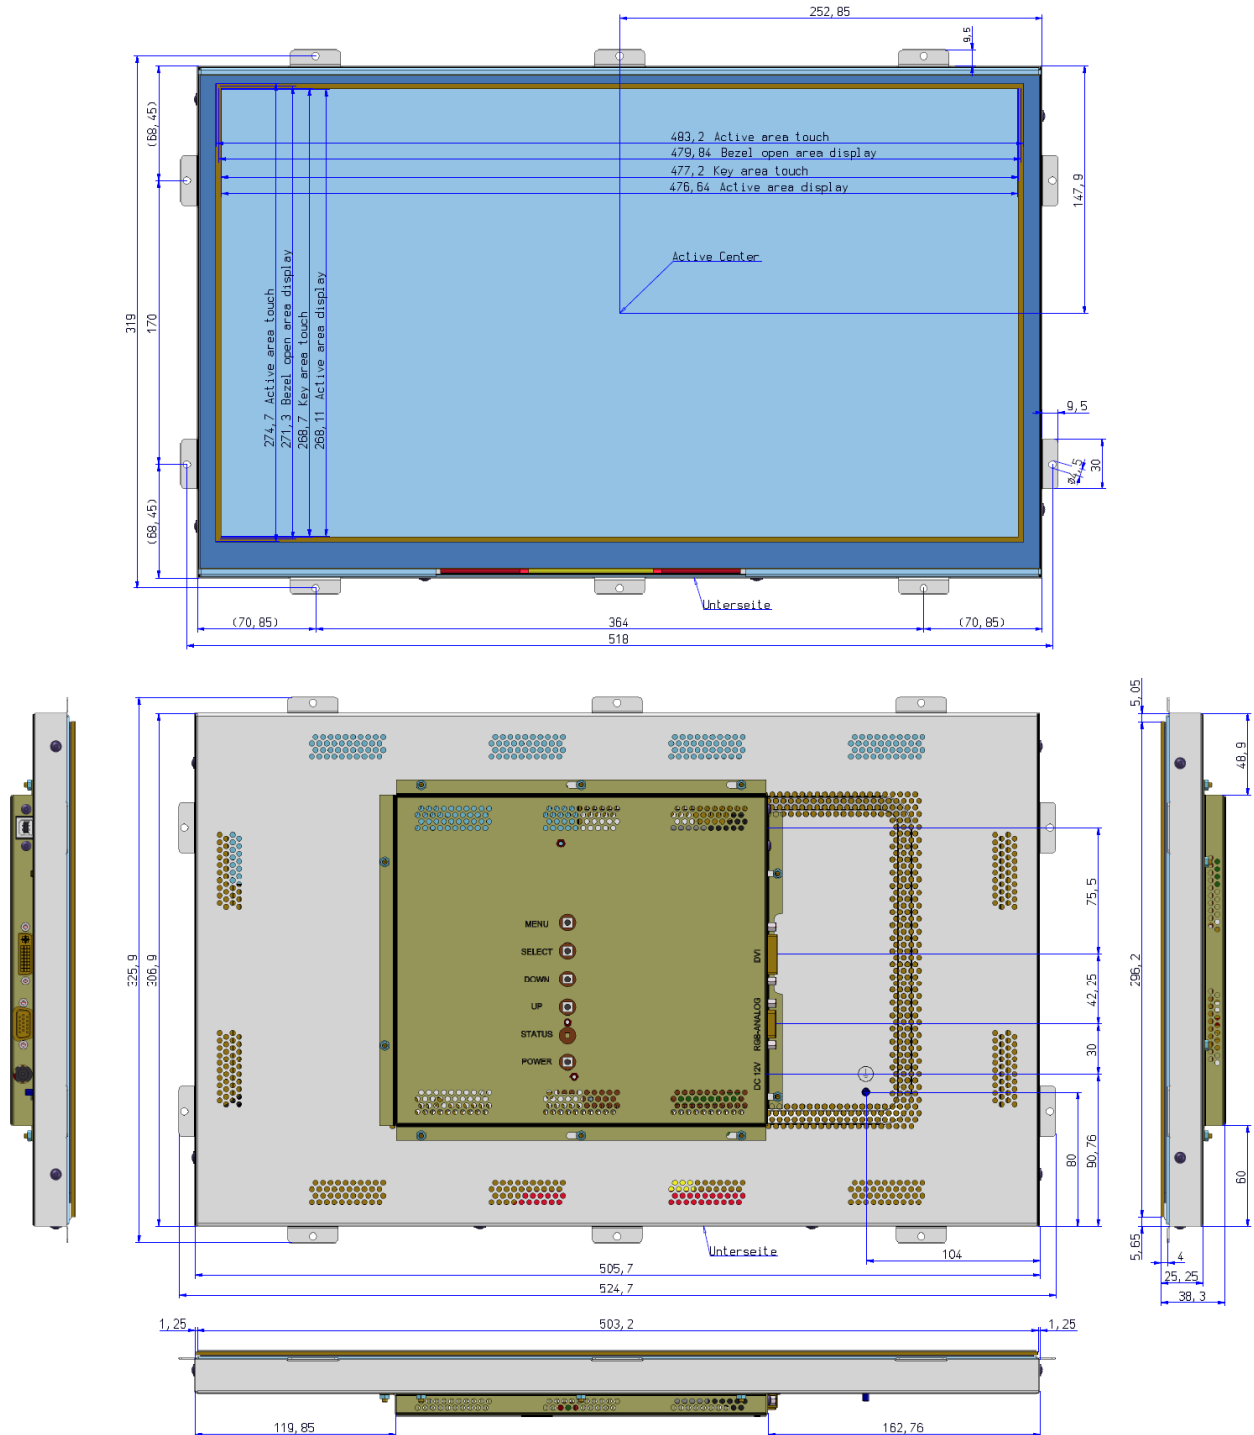 252,85
9,5
(68,45)
483,2 Active area touch
479,84 Bezel open area display
477,2 Key area touch
476,64 Active area display
147,9
Active Center
319
170
274,7 Active area touch
271,3 Bezel open area display
268,7 Key area touch
268,11 Active area display
9,5
ø4,5
30
(68,45)
Unterseite
(70,85)
364
(70,85)
518
5,05
48,9
75,5
MENU
SELECT
DOWN
UP
STATUS
POWER
DVI
RGB-ANALOG
DC 12V
325,9
306,9
42,25
296,2
30
80
90,76
60
5,65
Unterseite
104
4
505,7
25,25
524,7
38,3
1,25
503,2
1,25
119,85
162,76